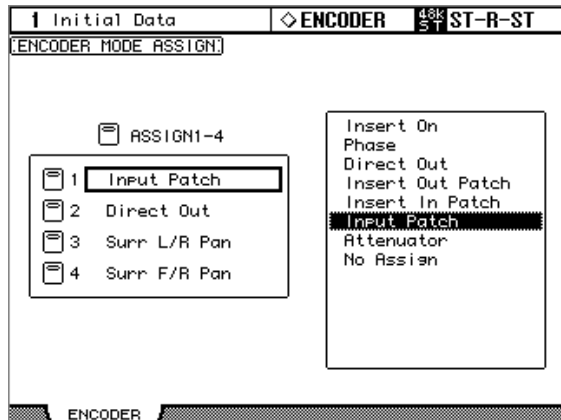 1 Initial Data ◇ENCODER 48K ST ST-R-ST
ENCODER MODE ASSIGN
ASSIGN1-4
1 Input Patch
2 Direct Out
3 Surr L/R Pan
4 Surr F/R Pan
Insert On
Phase
Direct Out
Insert Out Patch
Insert In Patch
Input Patch
Attenuator
No Assign
ENCODER